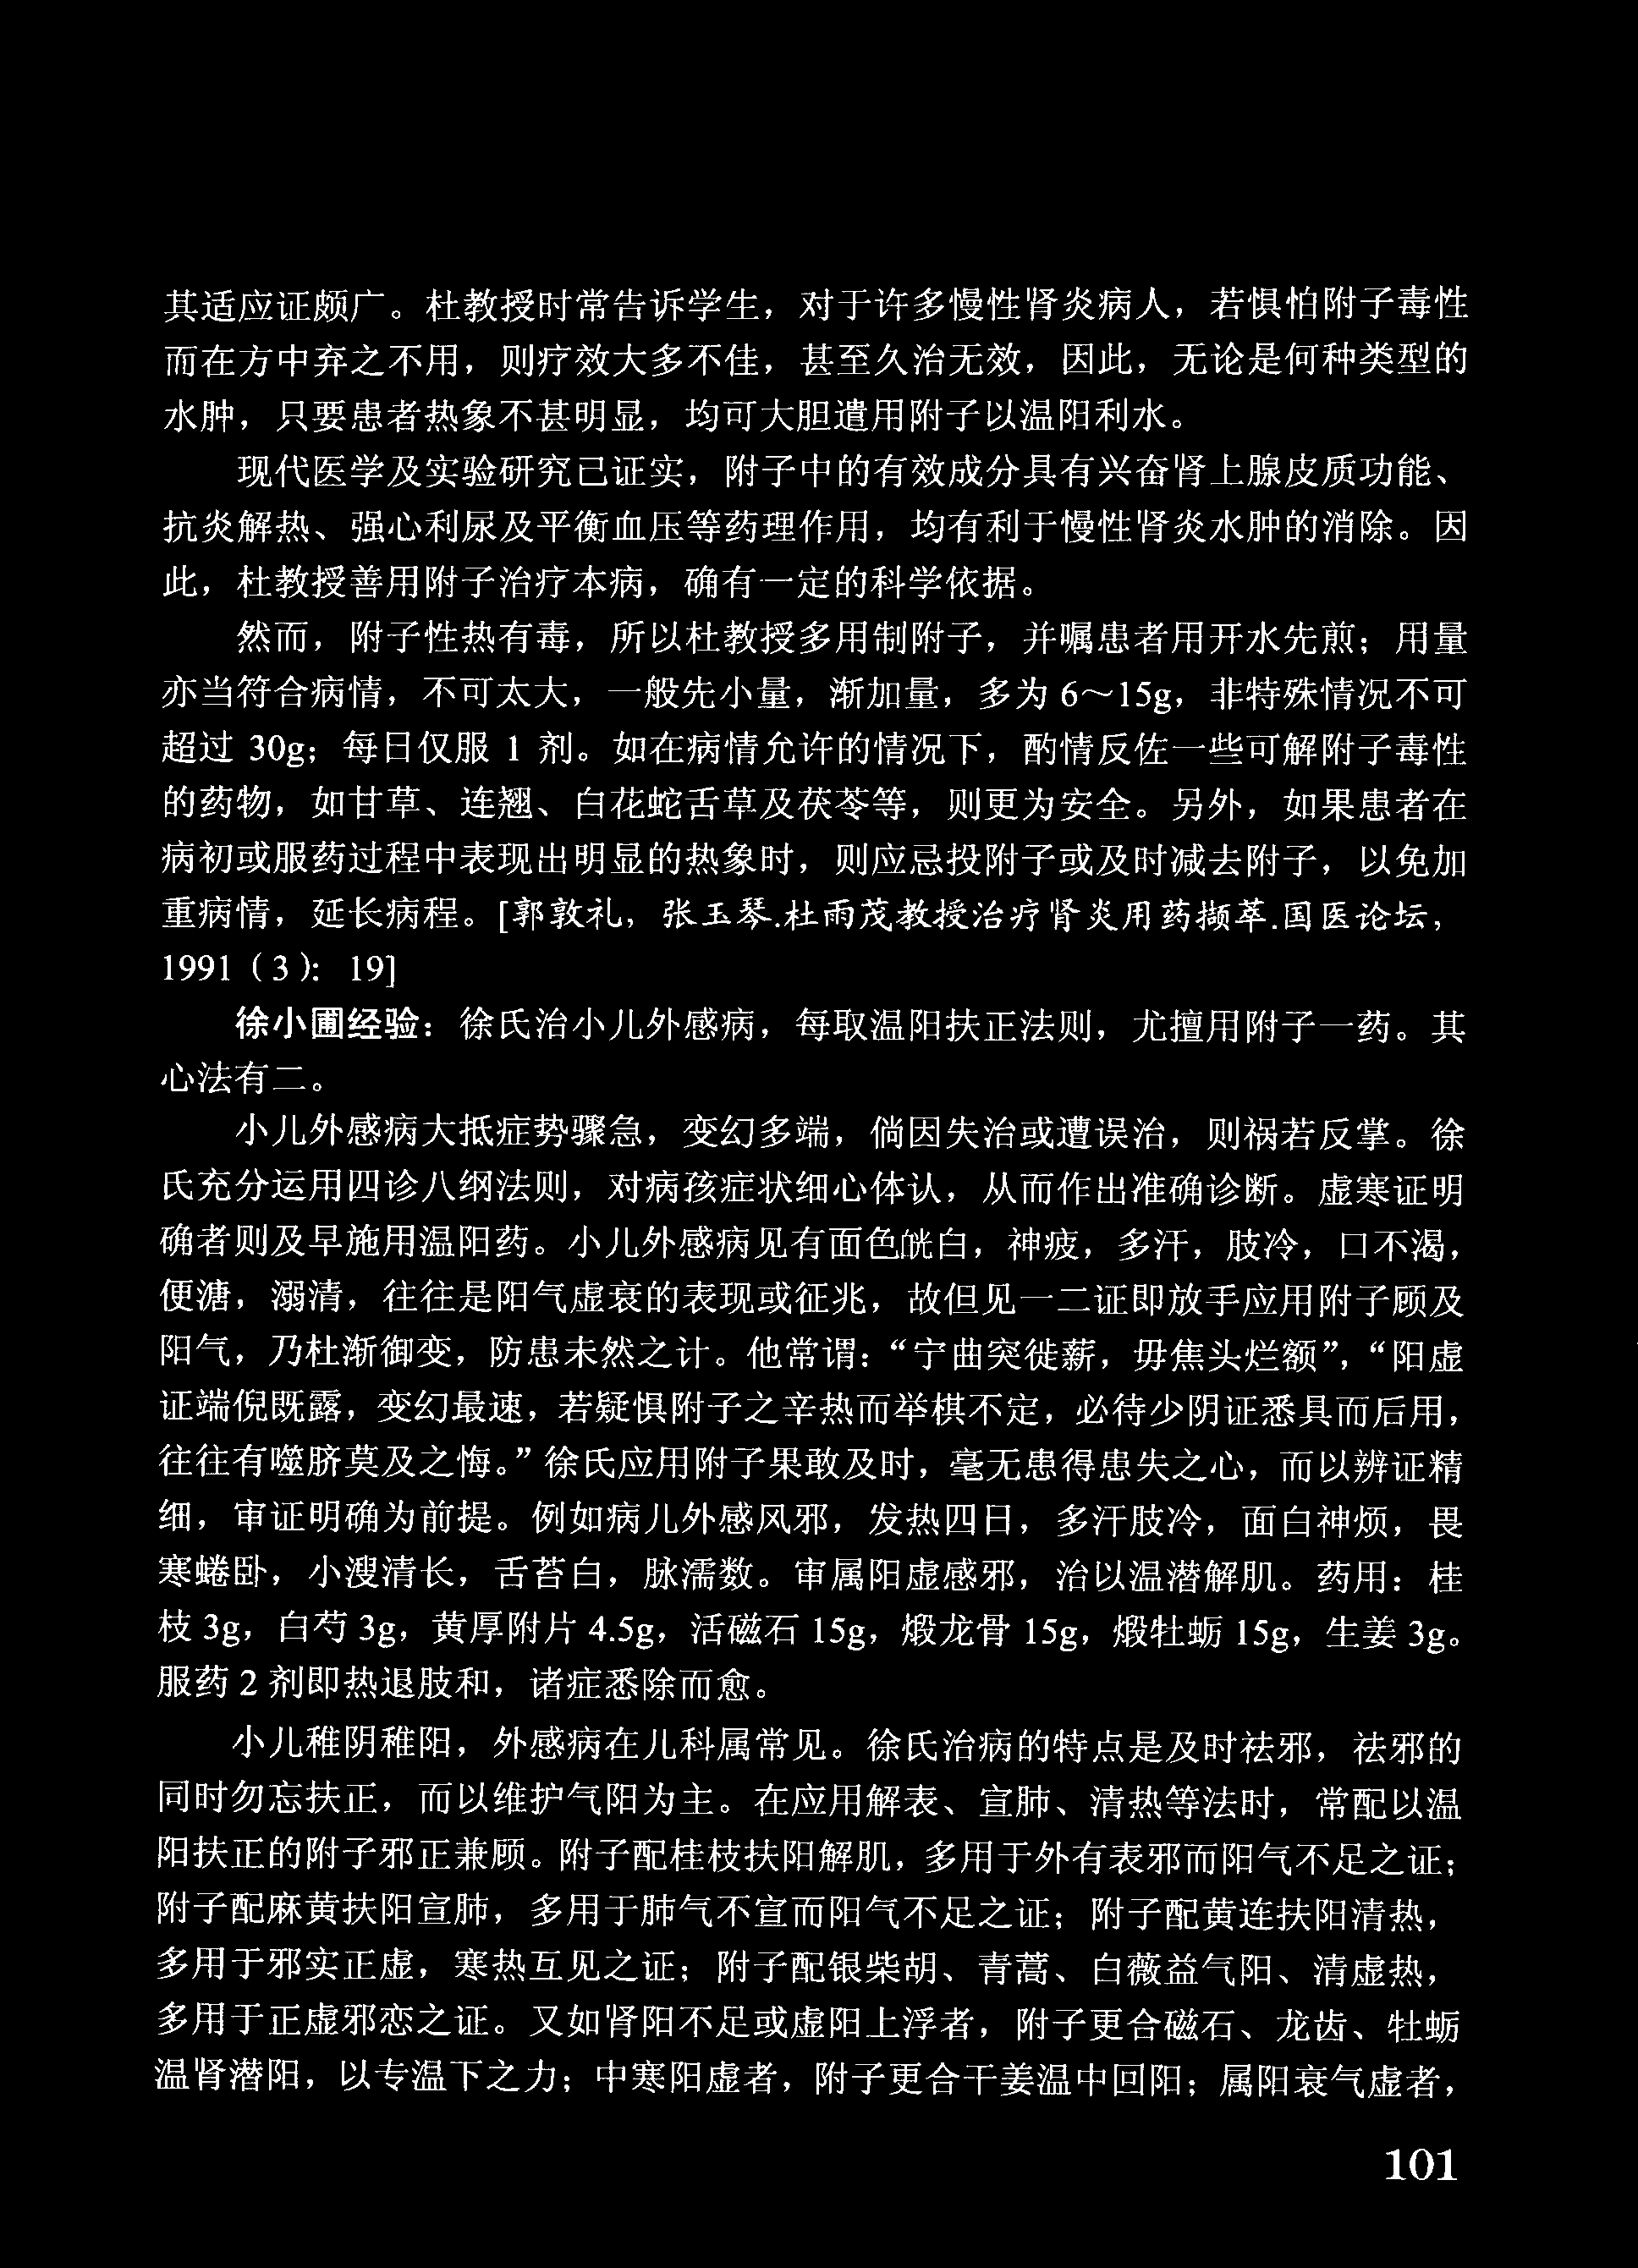 其适应证颇广。杜教授时常告诉学生，对于许多慢性肾炎病人，若惧怕附子毒性
而在方中弃之不用，则疗效大多不佳，甚至久治无效，因此，无论是何种类型的
水肿，只要患者热象不甚明显，均可大胆遣用附子以温阳利水。
现代医学及实验研究已证实，附子中的有效成分具有兴奋肾上腺皮质功能、
抗炎解热、强心利尿及平衡血压等药理作用，均有利于慢性肾炎水肿的消除。因
此，杜教授善用附子治疗本病，确有一定的科学依据。
然而，附子性热有毒，所以杜教授多用制附子，并嘱患者用开水先煎；用量
亦当符合病情，不可太大，一般先小量，渐加量，多为 6～15g，非特殊情况不可
超过 30g；每日仅服 1 剂。如在病情允许的情况下，酌情反佐一些可解附子毒性
的药物，如甘草、连翘、白花蛇舌草及茯苓等，则更为安全。另外，如果患者在
病初或服药过程中表现出明显的热象时，则应忌投附子或及时减去附子，以免加
重病情，延长病程。[郭敦礼，张玉琴.杜雨茂教授治疗肾炎用药撷萃.国医论坛，
1991（3）：19]
徐小圃经验：徐氏治小儿外感病，每取温阳扶正法则，尤擅用附子一药。其
心法有二。
小儿外感病大抵症势骤急，变幻多端，倘因失治或遭误治，则祸若反掌。徐
氏充分运用四诊八纲法则，对病孩症状细心体认，从而作出准确诊断。虚寒证明
确者则及早施用温阳药。小儿外感病见有面色㿠白，神疲，多汗，肢冷，口不渴，
便溏，溺清，往往是阳气虚衰的表现或征兆，故但见一二证即放手应用附子顾及
阳气，乃杜渐御变，防患未然之计。他常谓：“宁曲突徙薪，毋焦头烂额”，“阳虚
证端倪既露，变幻最速，若疑惧附子之辛热而举棋不定，必待少阴证悉具而后用，
往往有噬脐莫及之悔。”徐氏应用附子果敢及时，毫无患得患失之心，而以辨证精
细，审证明确为前提。例如病儿外感风邪，发热四日，多汗肢冷，面白神烦，畏
寒蜷卧，小溲清长，舌苔白，脉濡数。审属阳虚感邪，治以温潜解肌。药用：桂
枝 3g，白芍 3g，黄厚附片 4.5g，活磁石 15g，煅龙骨 15g，煅牡蛎 15g，生姜 3g。
服药 2 剂即热退肢和，诸症悉除而愈。
小儿稚阴稚阳，外感病在儿科属常见。徐氏治病的特点是及时祛邪，祛邪的
同时勿忘扶正，而以维护气阳为主。在应用解表、宣肺、清热等法时，常配以温
阳扶正的附子邪正兼顾。附子配桂枝扶阳解肌，多用于外有表邪而阳气不足之证；
附子配麻黄扶阳宣肺，多用于肺气不宣而阳气不足之证；附子配黄连扶阳清热，
多用于邪实正虚，寒热互见之证；附子配银柴胡、青蒿、白薇益气阳、清虚热，
多用于正虚邪恋之证。又如肾阳不足或虚阳上浮者，附子更合磁石、龙齿、牡蛎
温肾潜阳，以专温下之力；中寒阳虚者，附子更合干姜温中回阳；属阳衰气虚者，
101